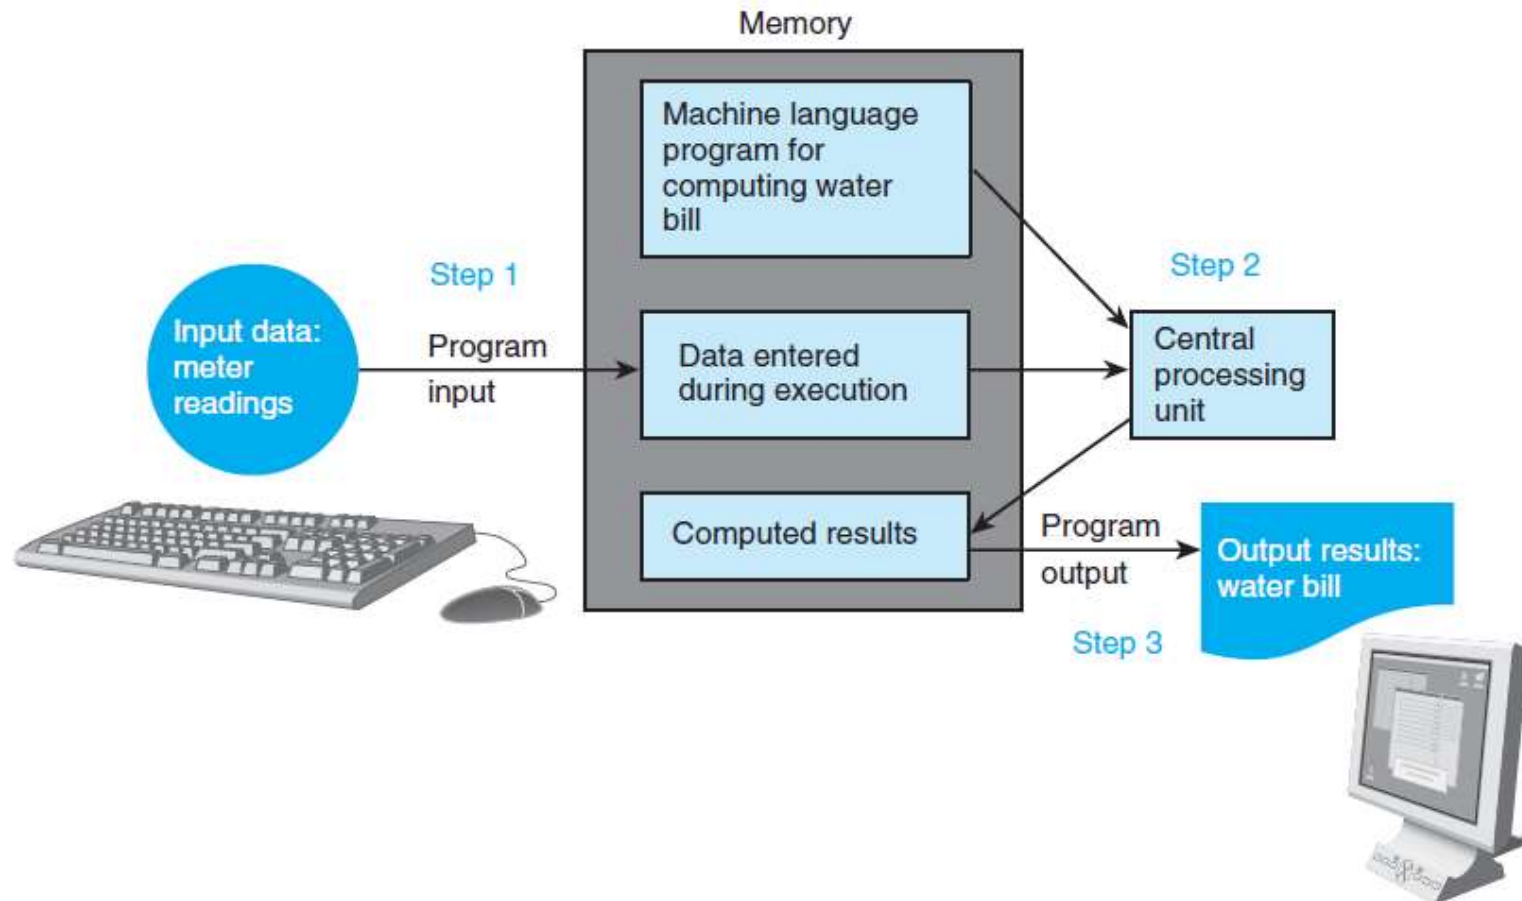 Memory
Machine language
program for
computing water
bill
Step 1
Step 2
Input data:
meter
readings
Program
input
Data entered
during execution
Central
processing
unit
Computed results
Program
output
Output results:
water bill
Step 3